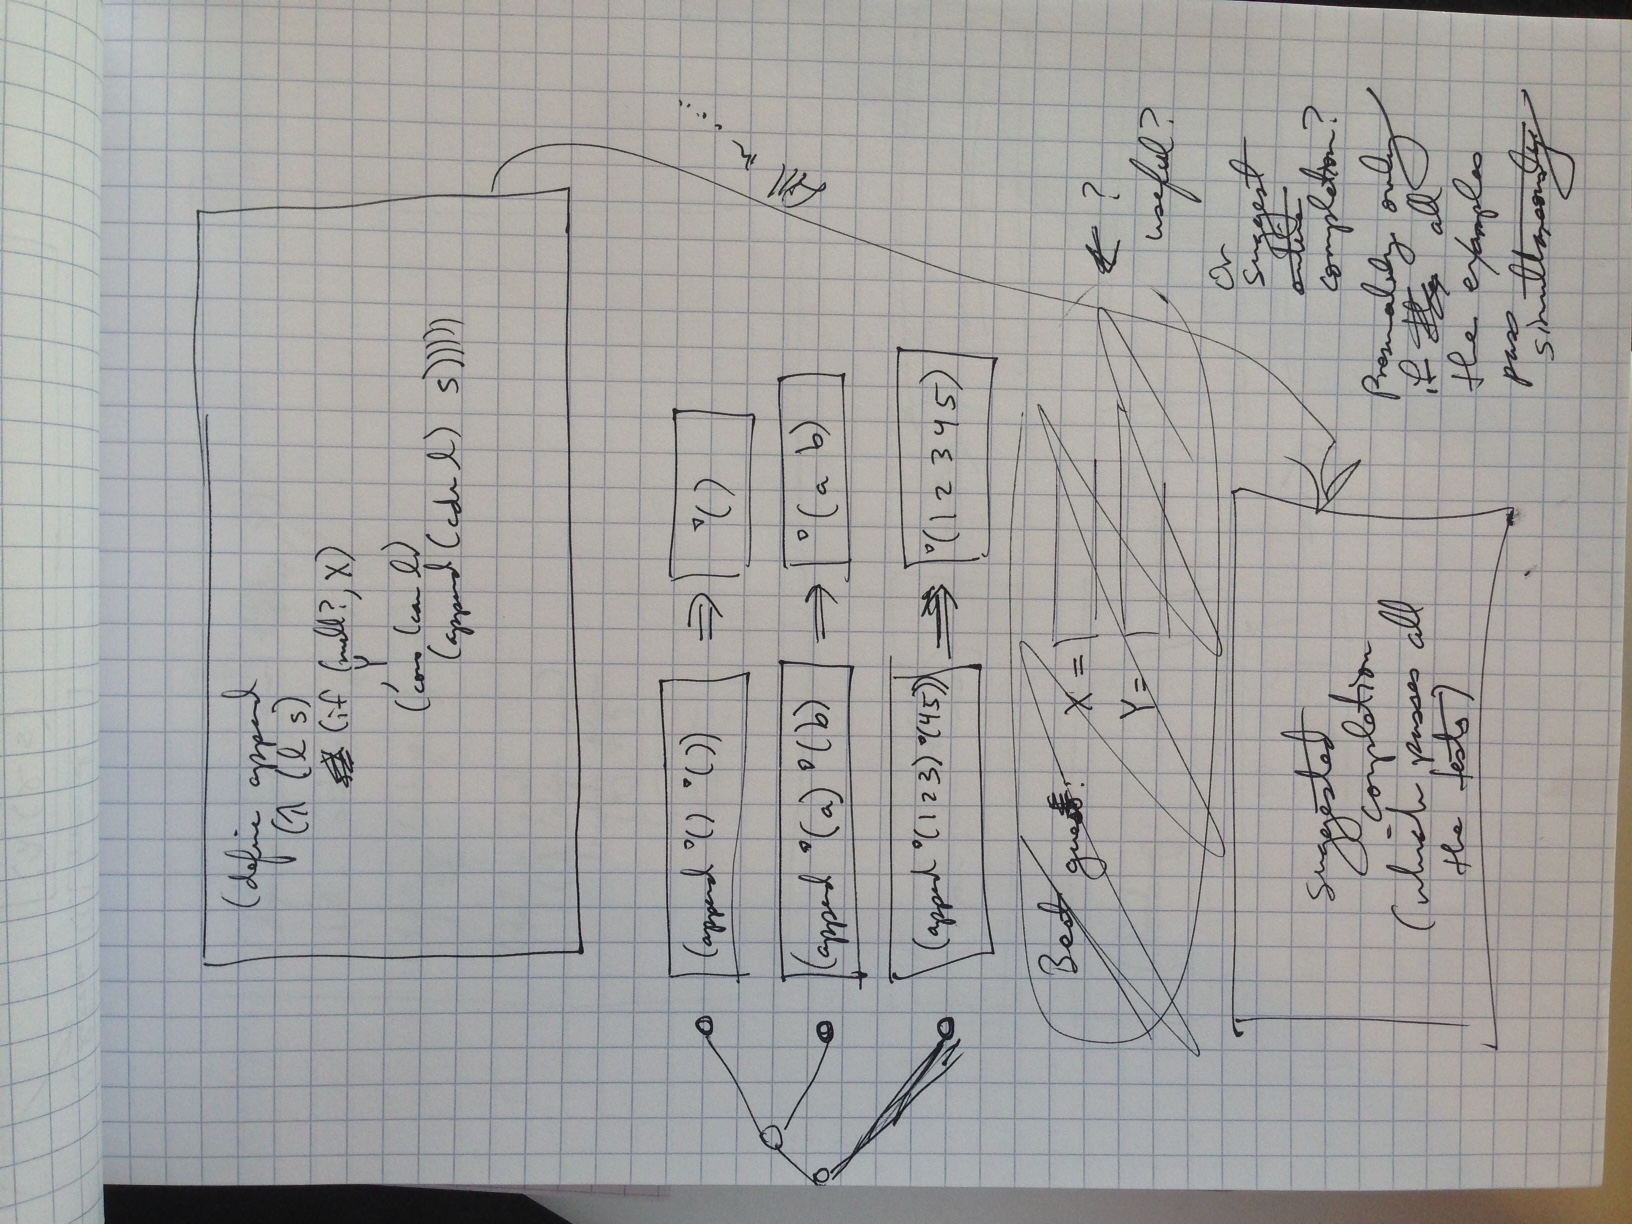 (define append
(λ (l s)
(if (null? ,X)
,Y
(cons (car l)
(append (cdr l) s)))))
(append '() '()) ⇒ '()
(append '(a) '(b) ⇒ '(a b)
(append '(1 2 3) '(45)) ⇒ '(1 2 3 4 5)
fill in ....
Best guess:
X =
Y =
← ?
useful?
Or
suggest
entire
completion?
Presumably only
if all
the examples
pass
simultaneously
suggested
completion
(which passes all
the tests)